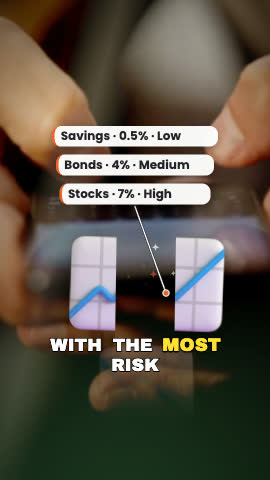 Savings · 0.5% · Low
Bonds · 4% · Medium
Stocks · 7% · High
WITH THE MOST
RISK